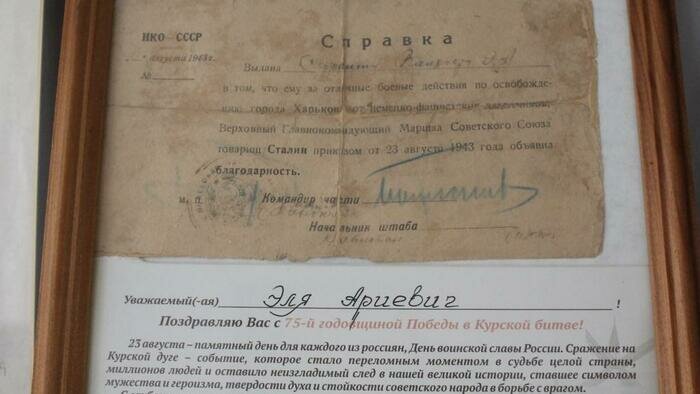 НКО СССР
августа 1943 г.
№
Справка
Выдана
в том, что ему за отличные боевые действия по освобожде-
нию города Харьков от немецко-фашистских захватчиков,
Верховный Главнокомандующий Маршал Советского Союза
товарищ Сталин приказом от 23 августа 1943 года объявил
благодарность.
м. п.
Командир части
Начальник штаба
Уважаемый(-ая) Эля Ариевич !
Поздравляю Вас с 75-й годовщиной Победы в Курской битве!
23 августа – памятный день для каждого из россиян, День воинской славы России. Сражение на
Курской дуге – событие, которое стало переломным моментом в судьбе целой страны,
миллионов людей и оставило неизгладимый след в нашей великой истории, ставшее символом
мужества и героизма, твердости духа и стойкости советского народа в борьбе с врагом.